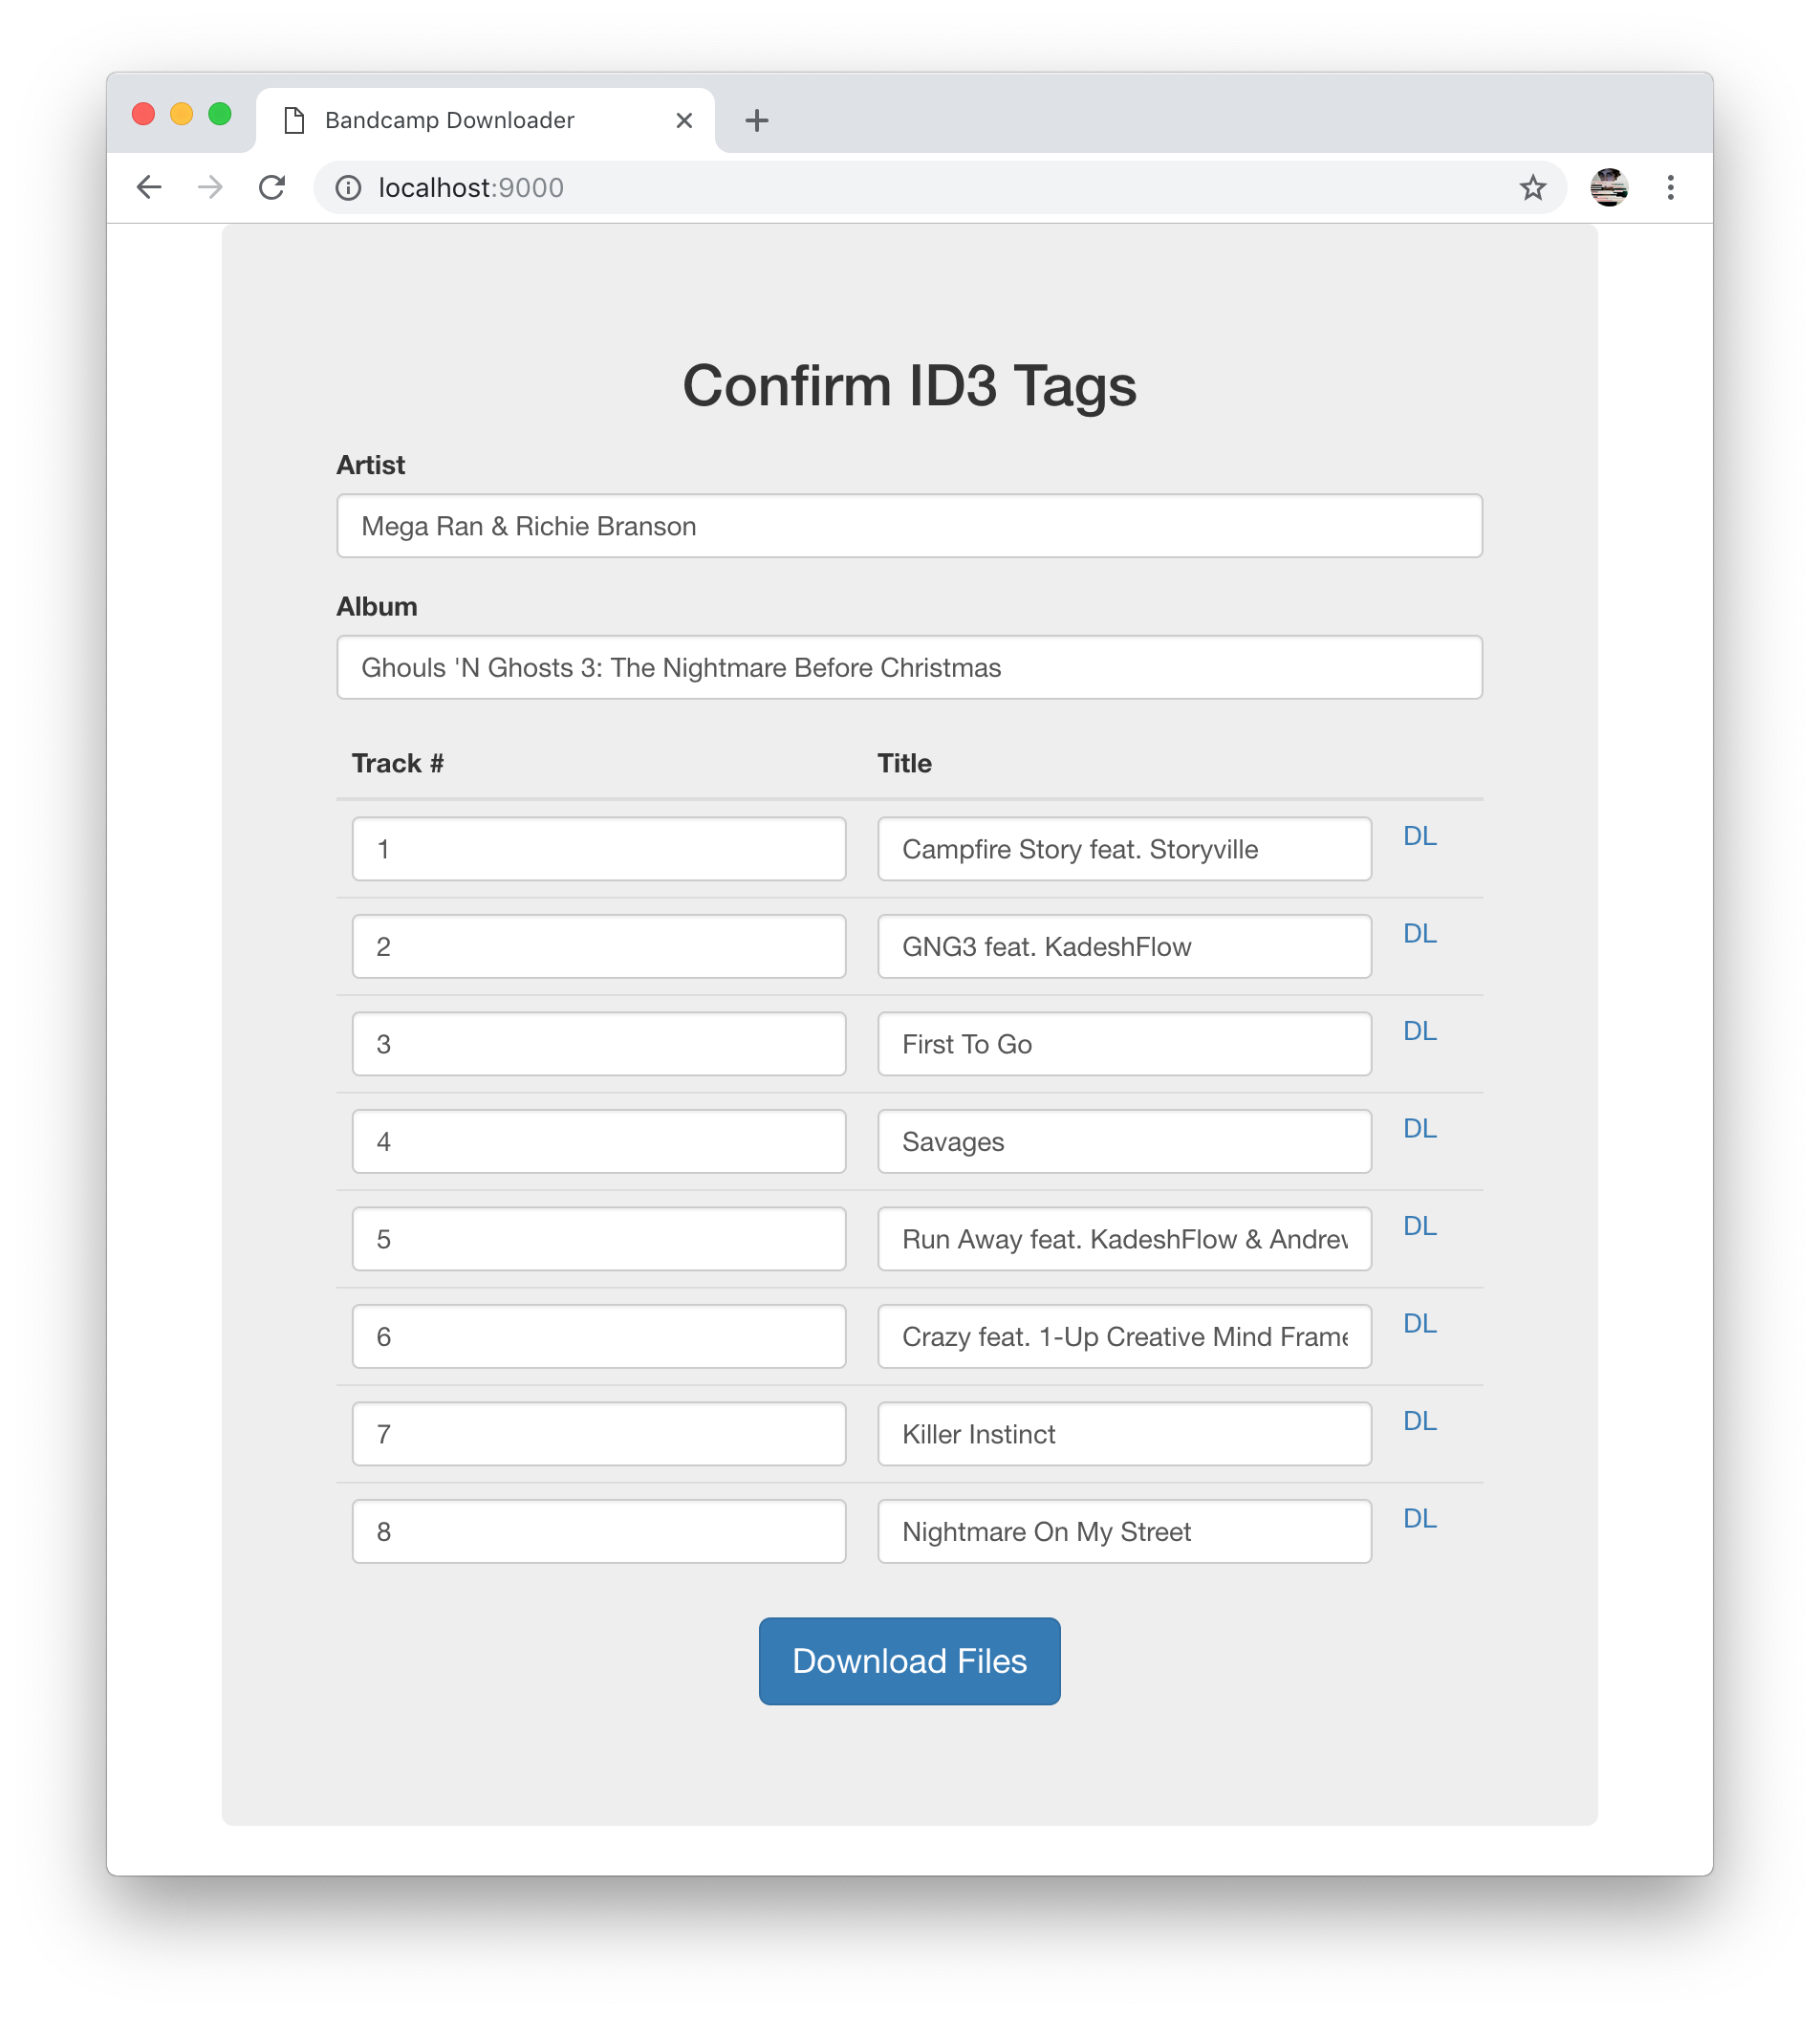 Bandcamp Downloader
localhost:9000
Confirm ID3 Tags
Artist
Mega Ran & Richie Branson
Album
Ghouls 'N Ghosts 3: The Nightmare Before Christmas
Track # Title
1 Campfire Story feat. Storyville DL
2 GNG3 feat. KadeshFlow DL
3 First To Go DL
4 Savages DL
5 Run Away feat. KadeshFlow & DL
6 Crazy feat. 1-Up Creative Mind Frame DL
7 Killer Instinct DL
8 Nightmare On My Street DL
Download Files